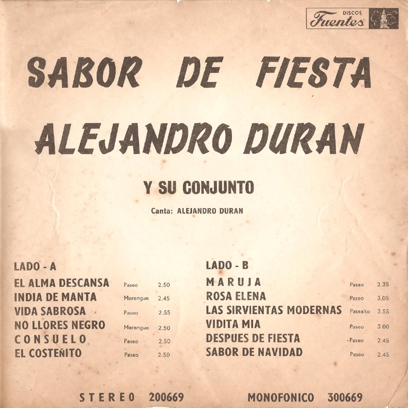 DISCOS
Fuentes
SABOR DE FIESTA
ALEJANDRO DURAN
Y SU CONJUNTO
Canta: ALEJANDRO DURAN
LADO - A
EL ALMA DESCANSA Paseo 2.50
INDIA DE MANTA Merengue 2.45
VIDA SABROSA Paseo 2.55
NO LLORES NEGRO Merengue 2.50
CONSUELO Paseo 2.50
EL COSTEÑITO Paseo 2.50
LADO - B
MARUJA Paseo 2.35
ROSA ELENA Paseo 3.05
LAS SIRVIENTAS MODERNAS Paseaito 3.55
VIDITA MIA Paseo 3.00
DESPUES DE FIESTA Paseo 2.45
SABOR DE NAVIDAD Paseo 2.45
STEREO 200669 MONOFONICO 300669